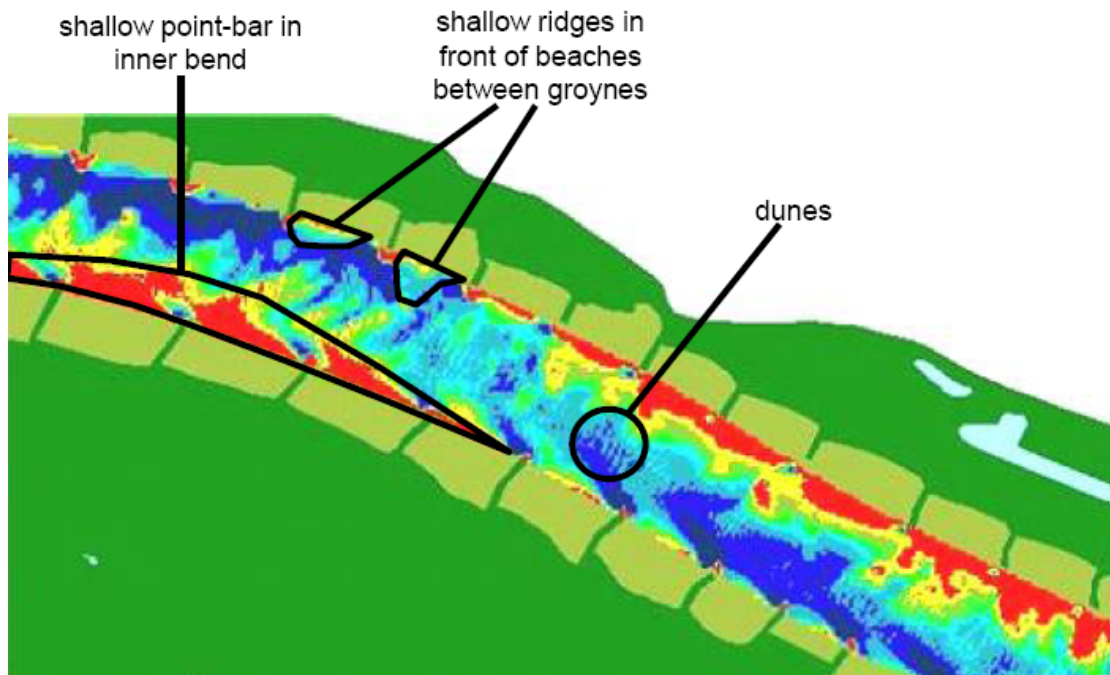 shallow point-bar in
inner bend
shallow ridges in
front of beaches
between groynes
dunes